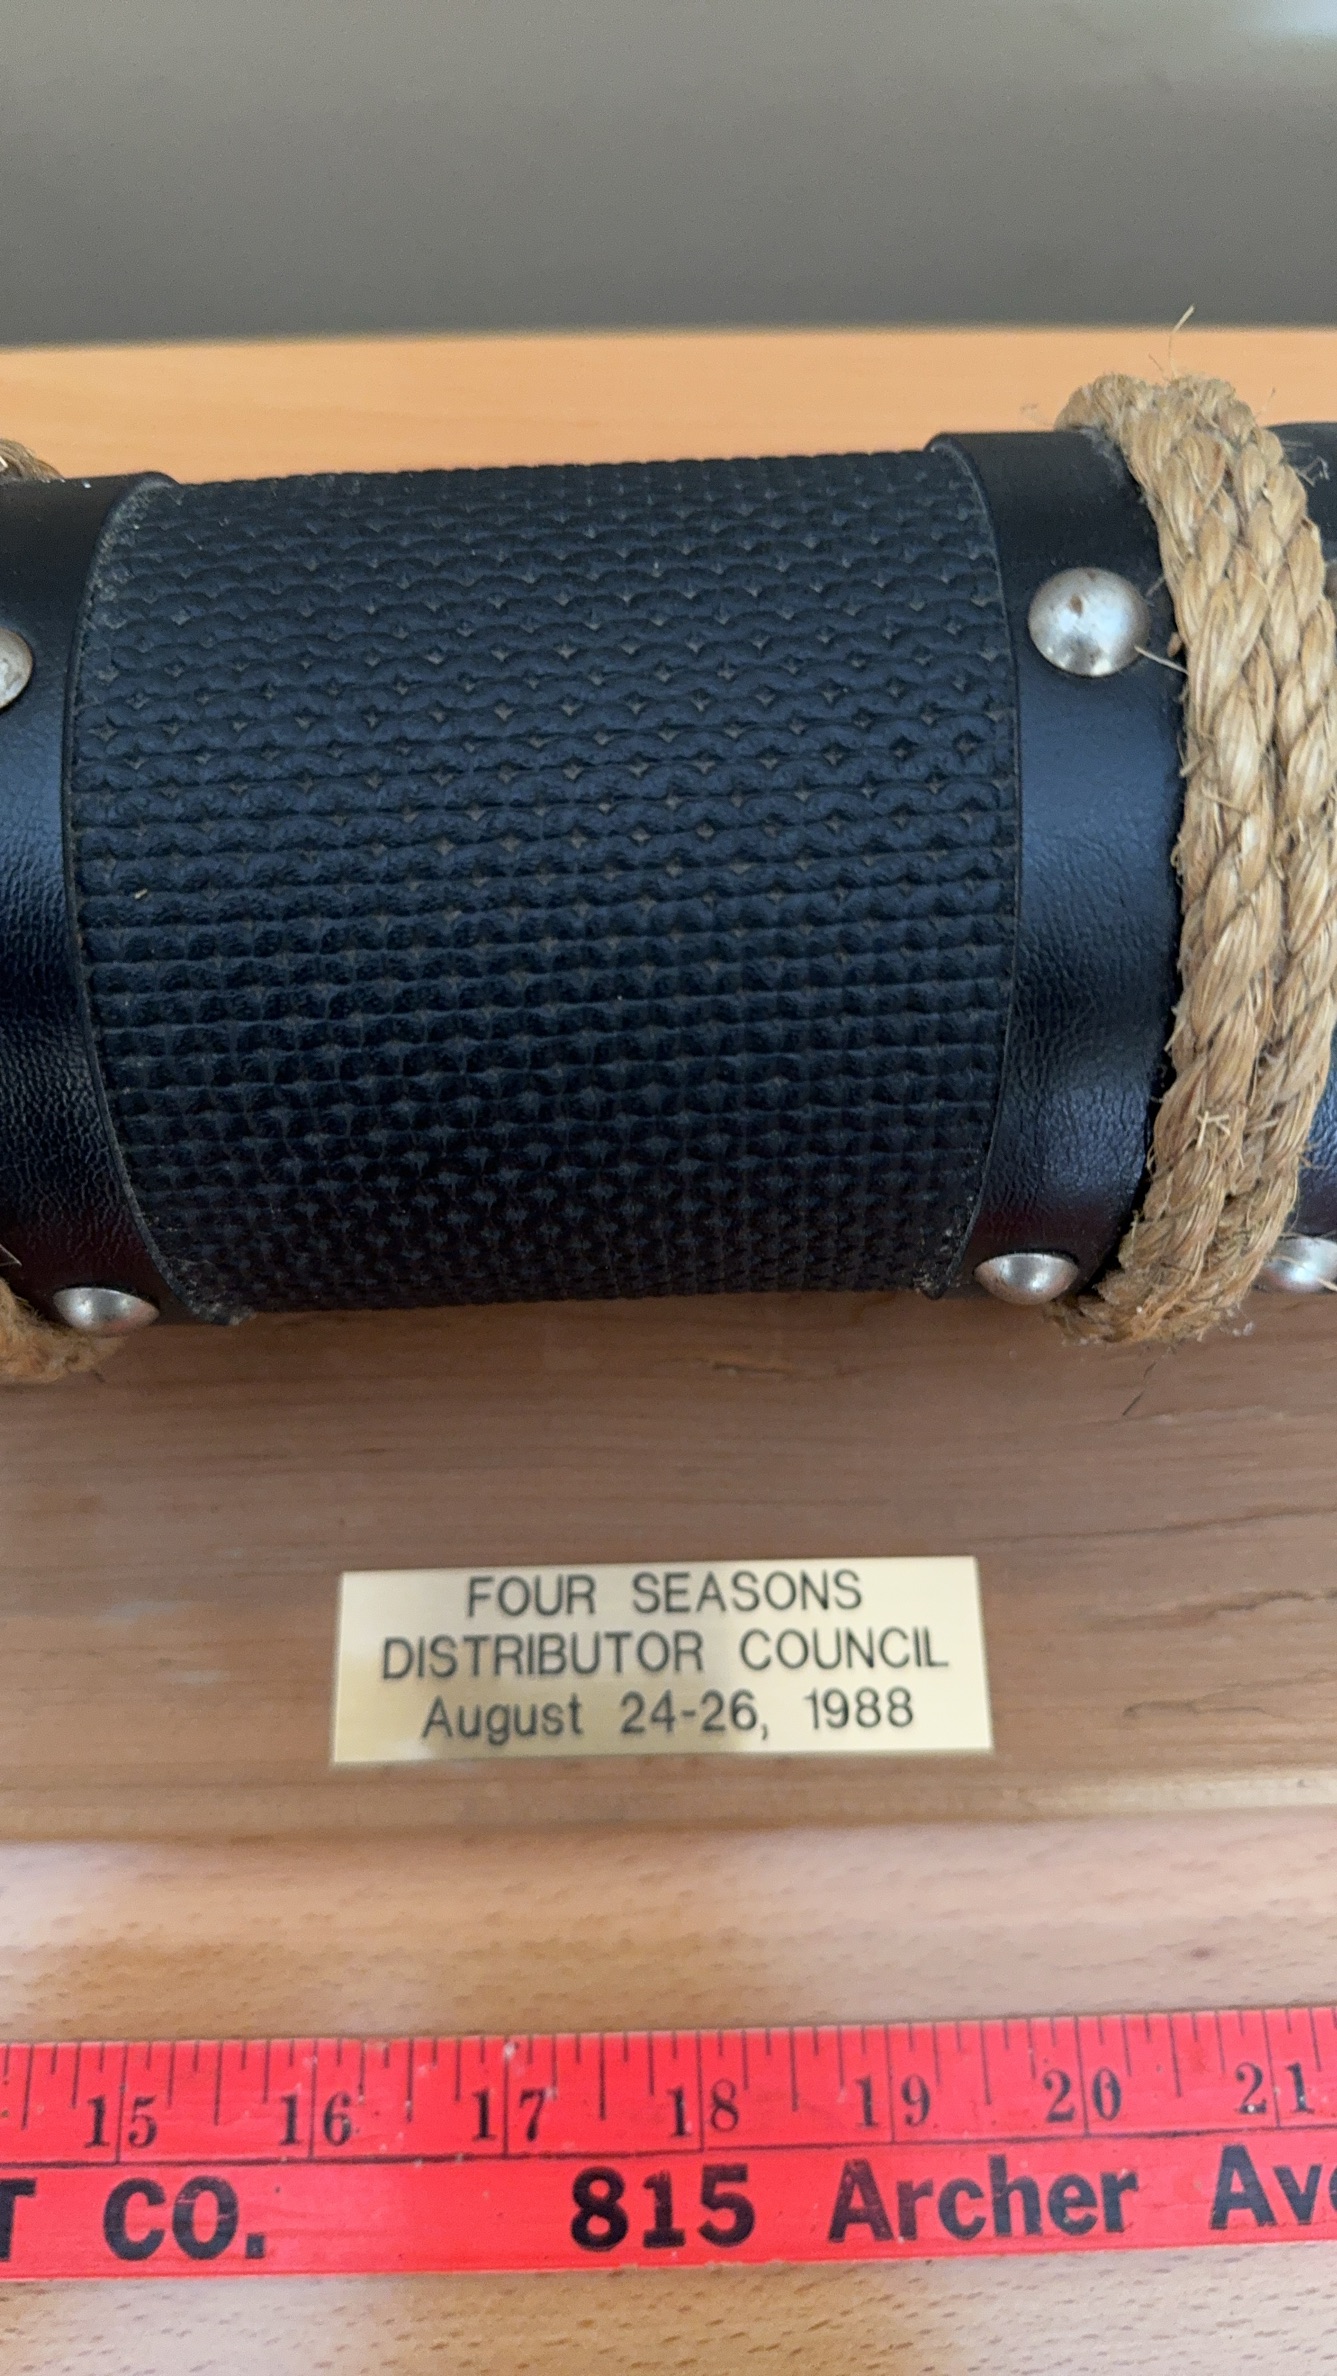 FOUR SEASONS
DISTRIBUTOR COUNCIL
August 24-26, 1988
15 16 17 18 19 20 21
CO. 815 Archer